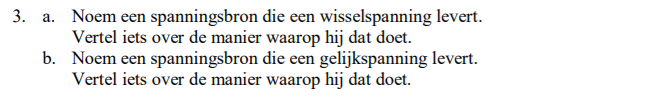 3. a. Noem een spanningsbron die een wisselspanning levert.
Vertel iets over de manier waarop hij dat doet.
b. Noem een spanningsbron die een gelijkspanning levert.
Vertel iets over de manier waarop hij dat doet.